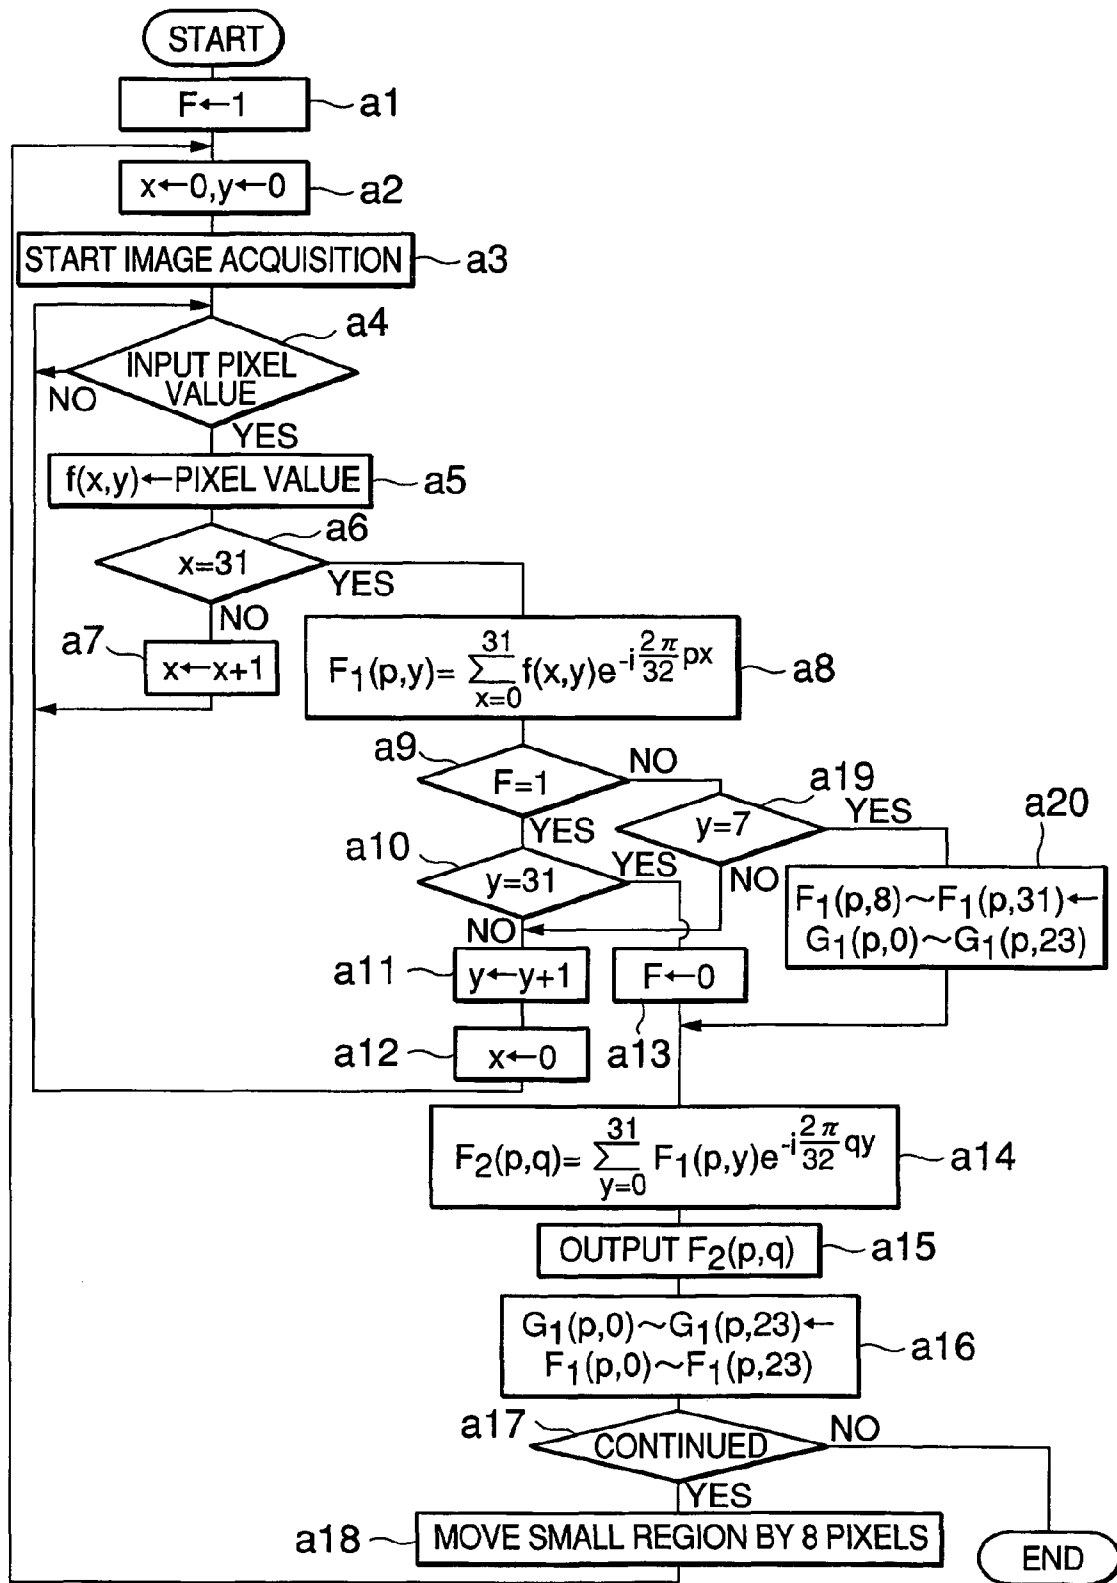 START
F←1
a1
x←0,y←0
a2
START IMAGE ACQUISITION
a3
a4
INPUT PIXEL
VALUE
NO
YES
f(x,y)←PIXEL VALUE
a5
a6
x=31
YES
NO
a7
x←x+1
F₁(p,y)= ∑_{x=0}^{31} f(x,y)e^{-i\frac{2π}{32}px}
a8
a9
F=1
NO
YES
a19
y=7
YES
NO
a20
F₁(p,8)~F₁(p,31)←
G₁(p,0)~G₁(p,23)
a10
y=31
YES
NO
a11
y←y+1
F←0
a13
a12
x←0
F₂(p,q)= ∑_{y=0}^{31} F₁(p,y)e^{-i\frac{2π}{32}qy}
a14
OUTPUT F₂(p,q)
a15
G₁(p,0)~G₁(p,23)←
F₁(p,0)~F₁(p,23)
a16
a17
CONTINUED
NO
YES
a18
MOVE SMALL REGION BY 8 PIXELS
END